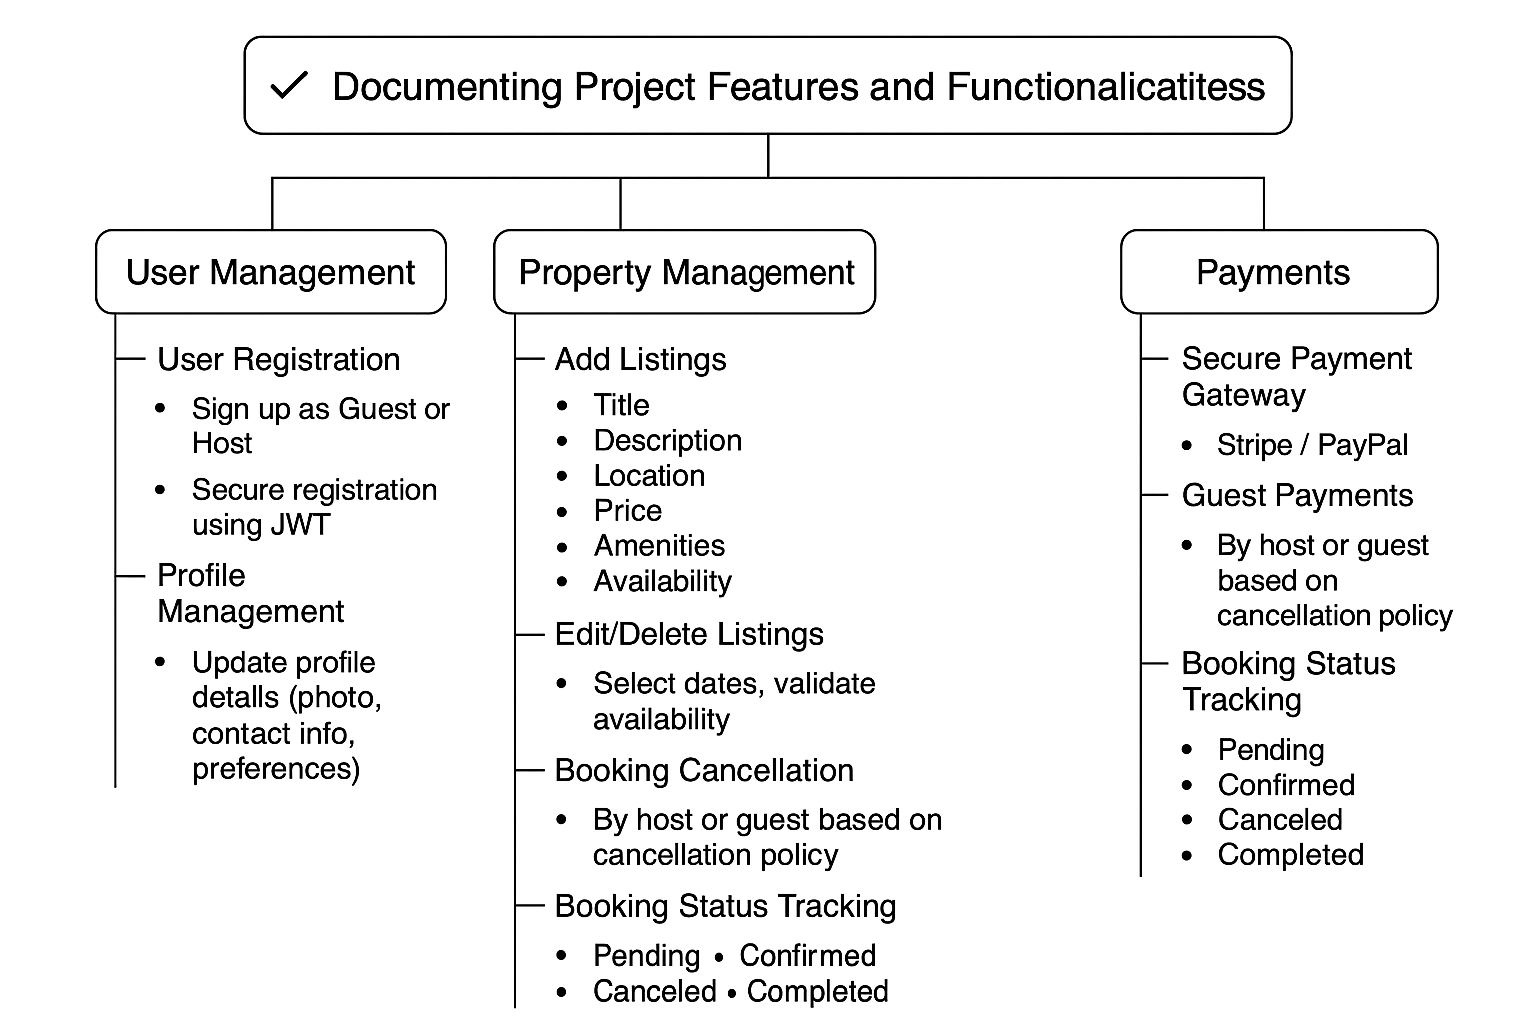 ✓ Documenting Project Features and Functionalicatitess
User Management
User Registration
• Sign up as Guest or
Host
• Secure registration
using JWT
Profile
Management
• Update profile
detalls (photo,
contact info,
preferences)
Property Management
Add Listings
• Title
• Description
• Location
• Price
• Amenities
• Availability
Edit/Delete Listings
• Select dates, validate
availability
Booking Cancellation
• By host or guest based on
cancellation policy
Booking Status Tracking
• Pending • Confirmed
• Canceled • Completed
Payments
Secure Payment
Gateway
• Stripe / PayPal
Guest Payments
• By host or guest
based on
cancellation policy
Booking Status
Tracking
• Pending
• Confirmed
• Canceled
• Completed